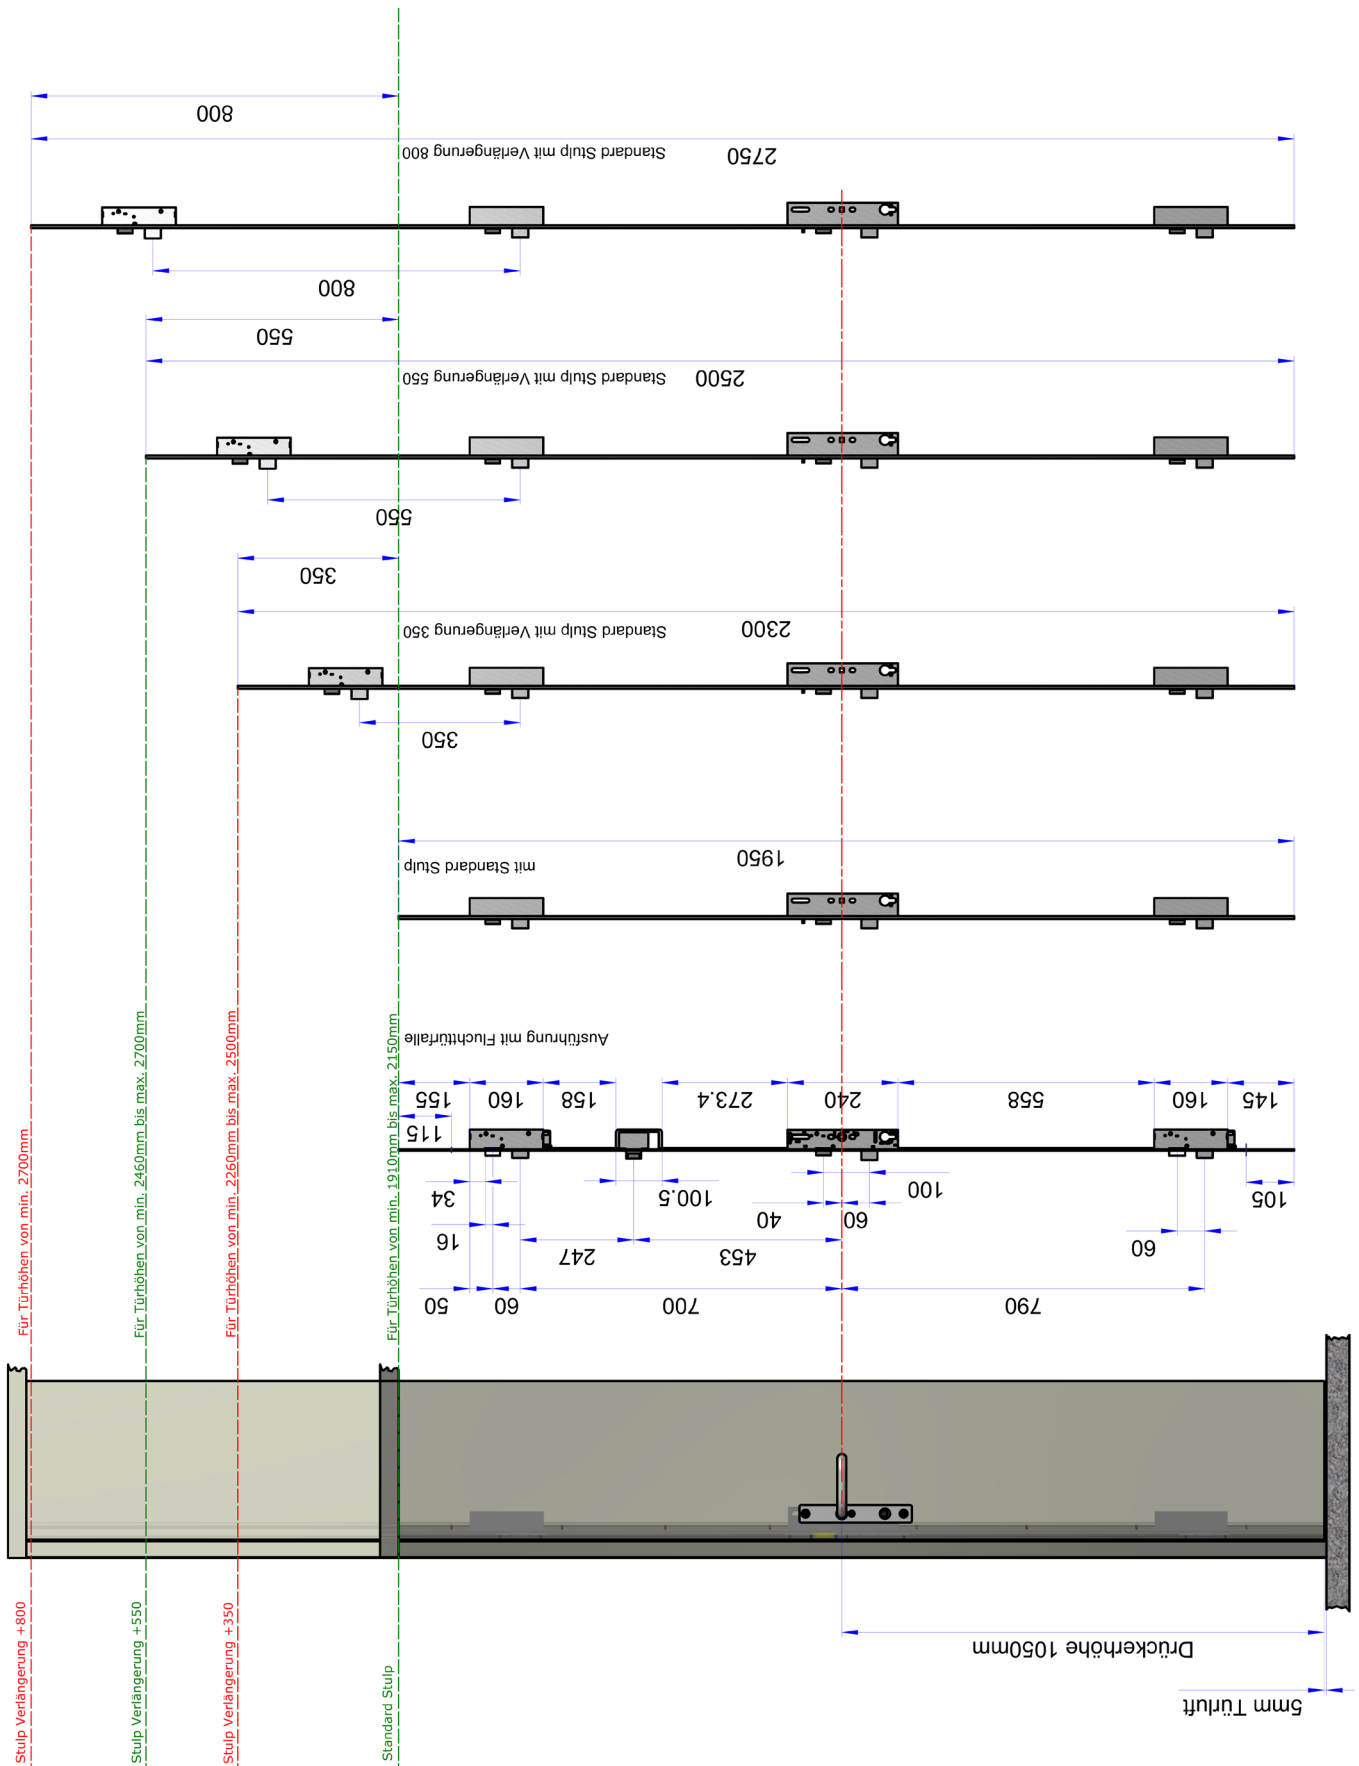 800
2750
Standard Stulp mit Verlängerung 800
800
550
2500
Standard Stulp mit Verlängerung 550
550
350
2300
Standard Stulp mit Verlängerung 350
350
1950
mit Standard Stulp
Ausführung mit Fluchttürfalle
155
160
158
273.4
240
558
160
145
115
34
100.5
100
105
16
40
60
60
247
453
50
60
700
790
Für Türhöhen von min. 2700mm
Für Türhöhen von min. 2460mm bis max. 2700mm
Für Türhöhen von min. 2260mm bis max. 2500mm
Für Türhöhen von min. 1910mm bis max. 2150mm
Stulp Verlängerung +800
Stulp Verlängerung +550
Stulp Verlängerung +350
Standard Stulp
Drückerhöhe 1050mm
5mm Türluft